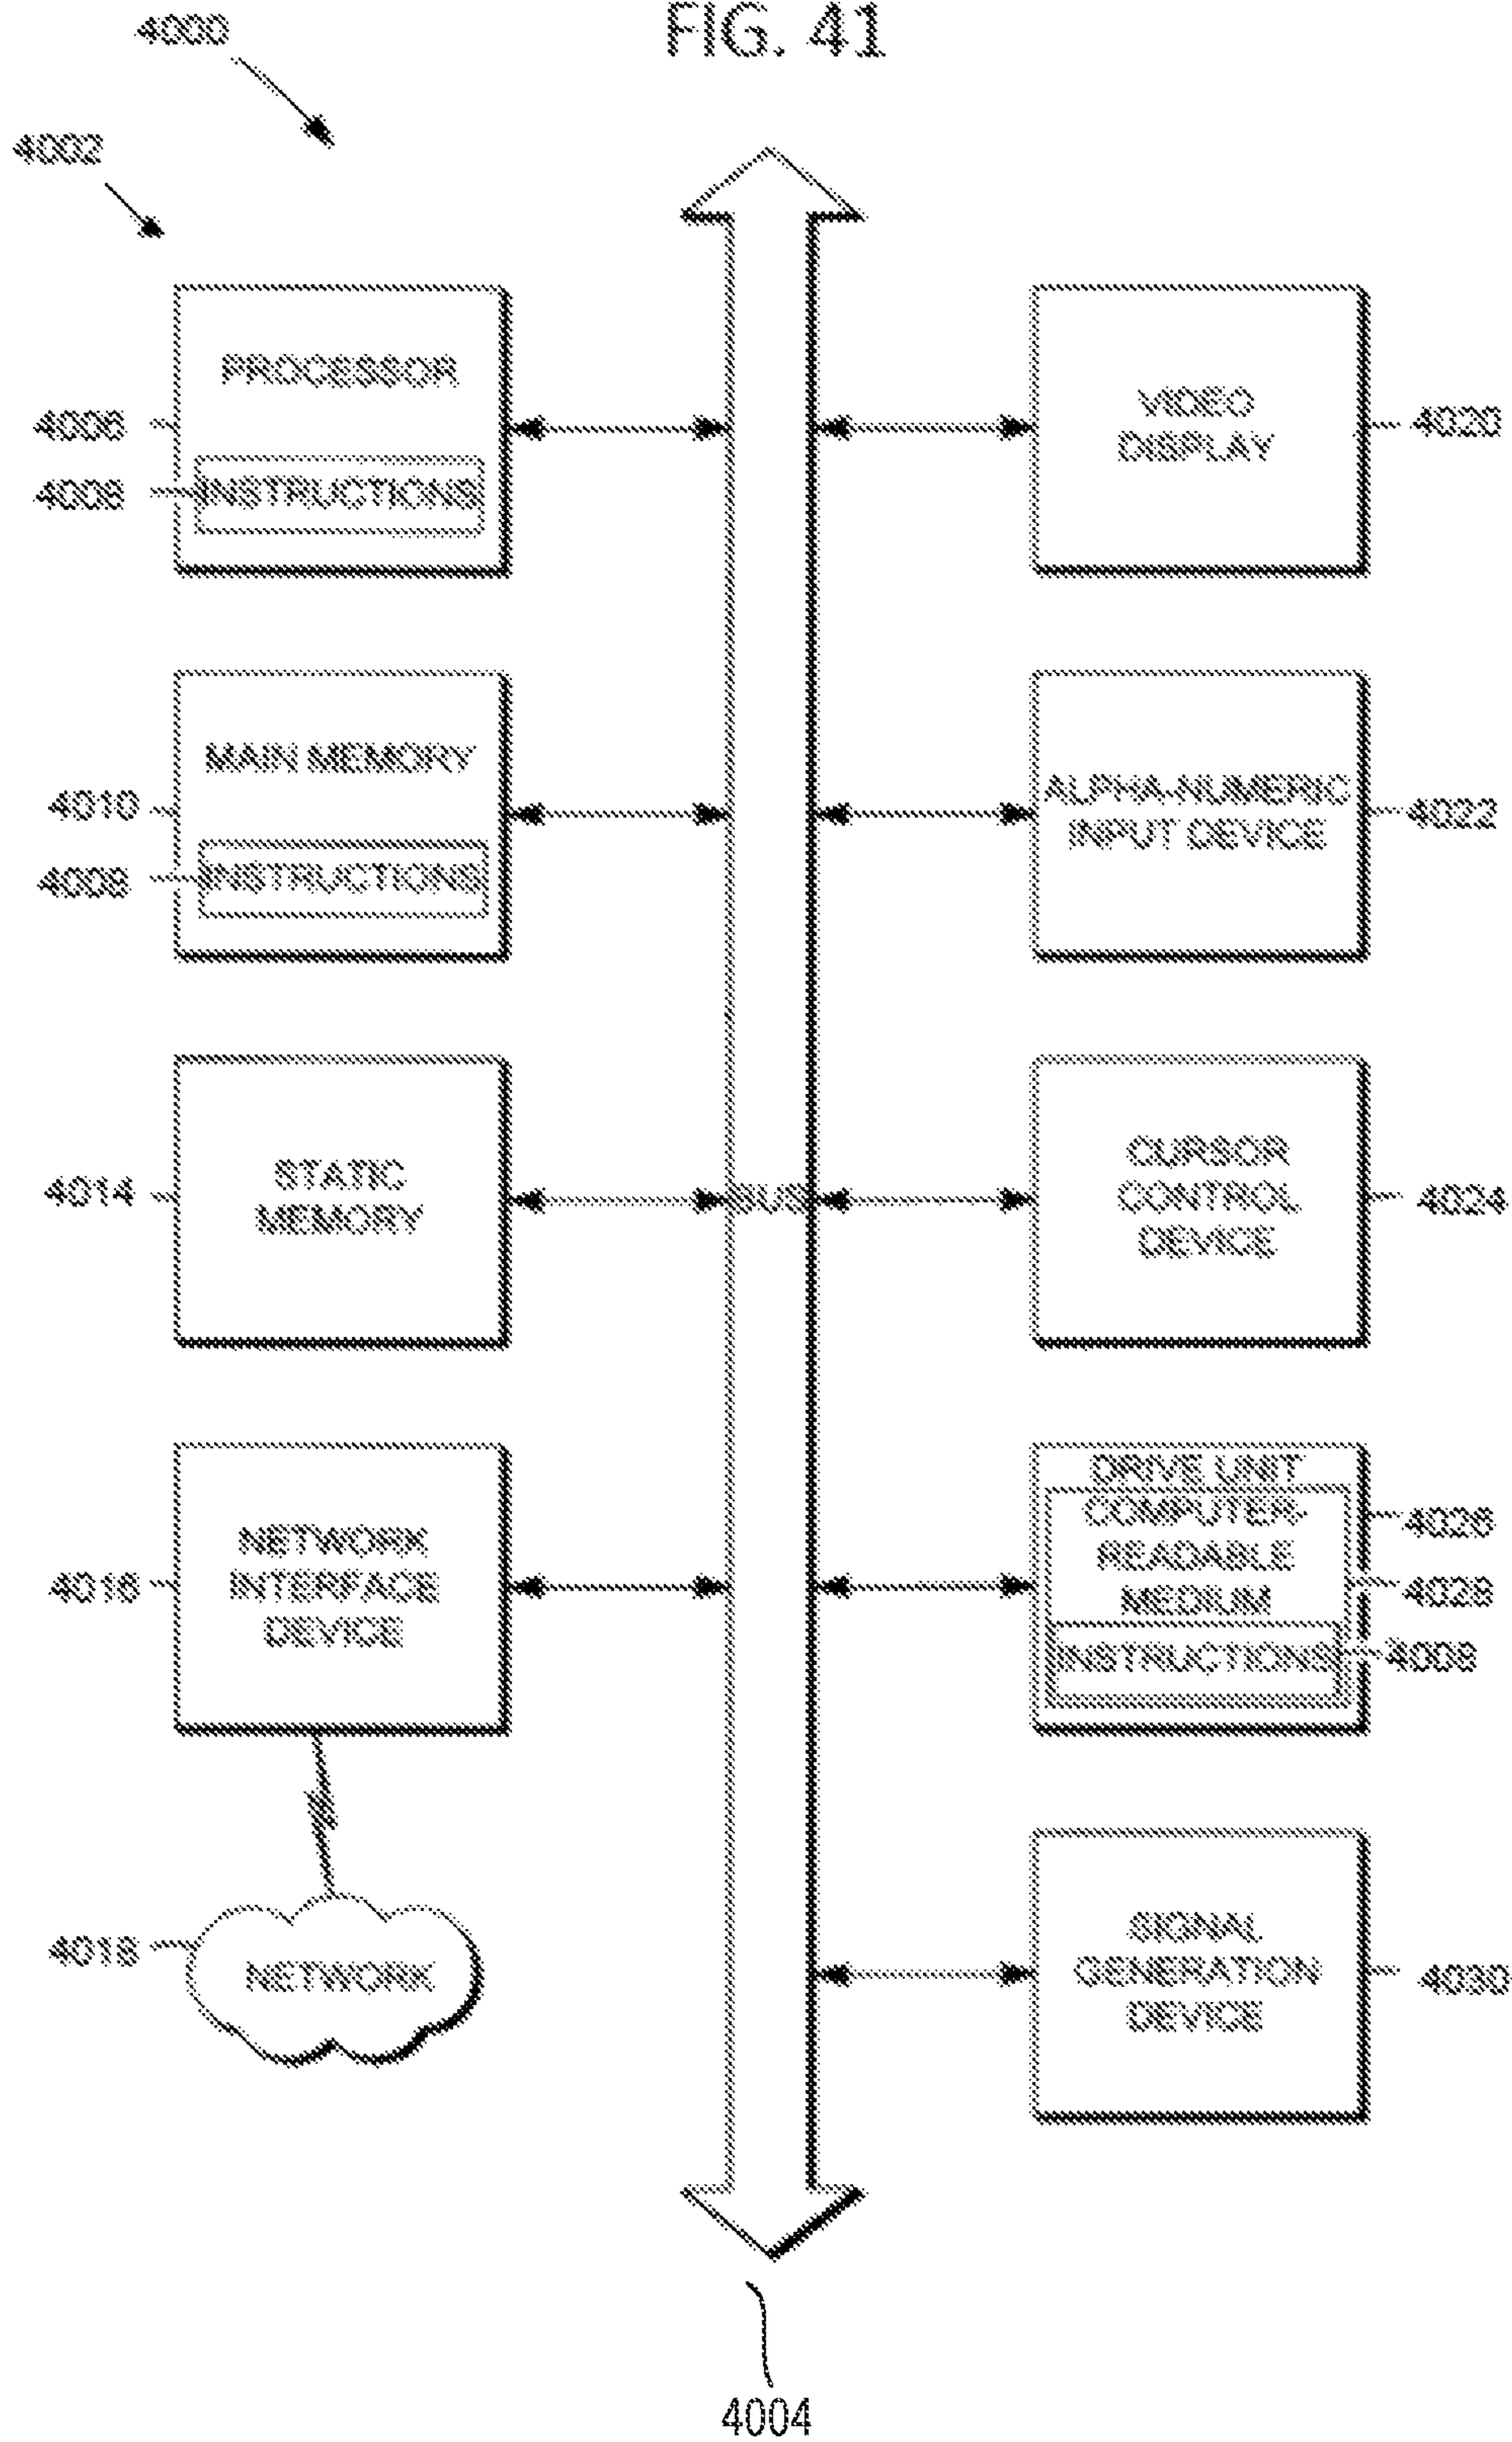 FIG. 41
4000
4002
PROCESSOR
4006
INSTRUCTIONS
4008
VIDEO
DISPLAY
4020
MAIN MEMORY
4010
INSTRUCTIONS
4008
ALPHA-NUMERIC
INPUT DEVICE
4022
STATIC
MEMORY
4014
BUS
CURSOR
CONTROL
DEVICE
4024
NETWORK
INTERFACE
DEVICE
4016
DRIVE UNIT
COMPUTER-
READABLE
MEDIUM
INSTRUCTIONS
4026
4028
4008
NETWORK
4018
SIGNAL
GENERATION
DEVICE
4030
4004